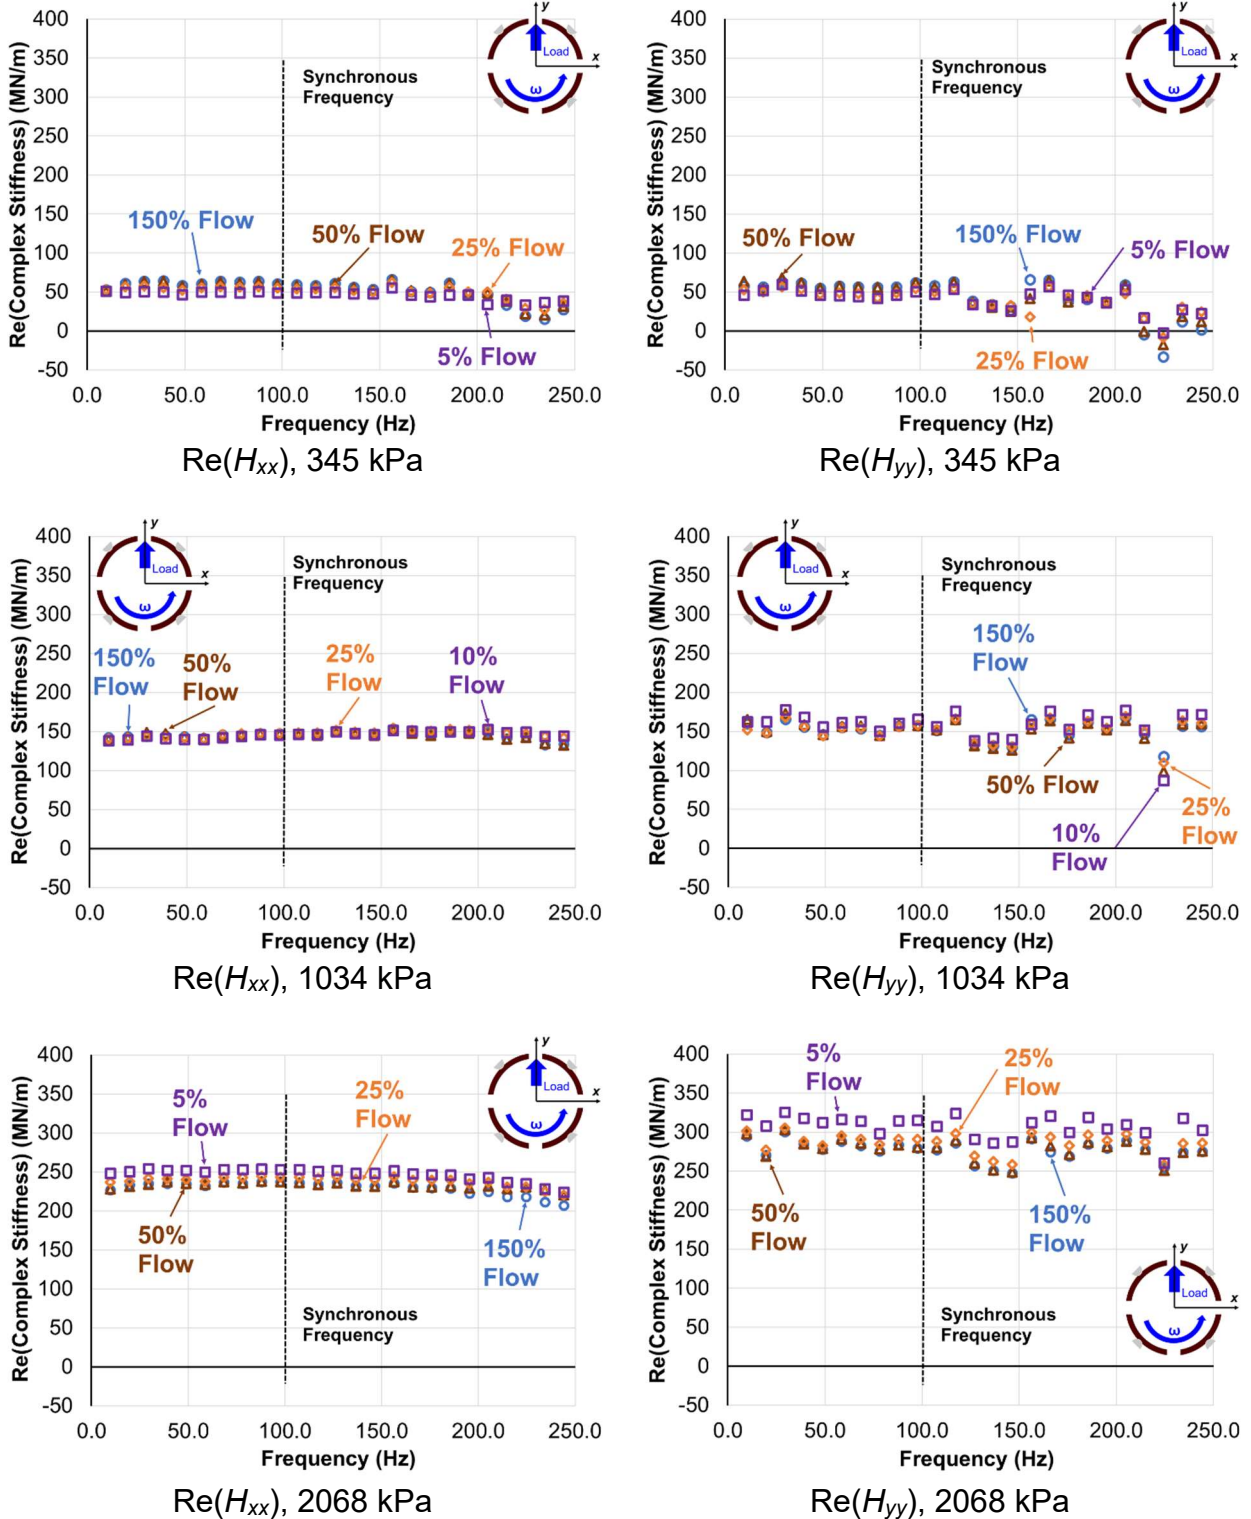 Re(Complex Stiffness) (MN/m)
400
350
300
250
200
150
100
50
0
-50
0.0 50.0 100.0 150.0 200.0 250.0
Frequency (Hz)
Synchronous
Frequency
y
x
Load
ω
150% Flow
50% Flow
25% Flow
5% Flow
Re(Hxx), 345 kPa
Re(Complex Stiffness) (MN/m)
400
350
300
250
200
150
100
50
0
-50
0.0 50.0 100.0 150.0 200.0 250.0
Frequency (Hz)
Synchronous
Frequency
y
x
Load
ω
50% Flow
150% Flow
5% Flow
25% Flow
Re(Hyy), 345 kPa
Re(Complex Stiffness) (MN/m)
400
350
300
250
200
150
100
50
0
-50
0.0 50.0 100.0 150.0 200.0 250.0
Frequency (Hz)
y
x
Load
ω
Synchronous
Frequency
150%
Flow
50%
Flow
25%
Flow
10%
Flow
Re(Hxx), 1034 kPa
Re(Complex Stiffness) (MN/m)
400
350
300
250
200
150
100
50
0
-50
0.0 50.0 100.0 150.0 200.0 250.0
Frequency (Hz)
y
x
Load
ω
Synchronous
Frequency
150%
Flow
50% Flow
25%
Flow
10%
Flow
Re(Hyy), 1034 kPa
Re(Complex Stiffness) (MN/m)
400
350
300
250
200
150
100
50
0
-50
0.0 50.0 100.0 150.0 200.0 250.0
Frequency (Hz)
y
x
Load
ω
5%
Flow
25%
Flow
50%
Flow
150%
Flow
Synchronous
Frequency
Re(Hxx), 2068 kPa
Re(Complex Stiffness) (MN/m)
400
350
300
250
200
150
100
50
0
-50
0.0 50.0 100.0 150.0 200.0 250.0
Frequency (Hz)
5%
Flow
25%
Flow
50%
Flow
150%
Flow
y
x
Load
ω
Synchronous
Frequency
Re(Hyy), 2068 kPa